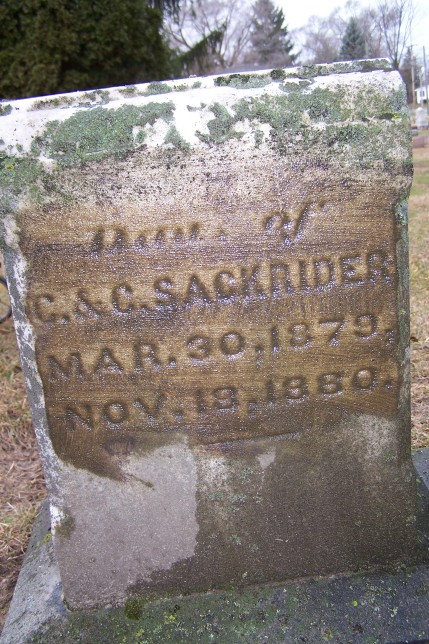 Dau. of
C. & C. SACKRIDER
MAR. 30, 1879.
NOV. 18, 1880.